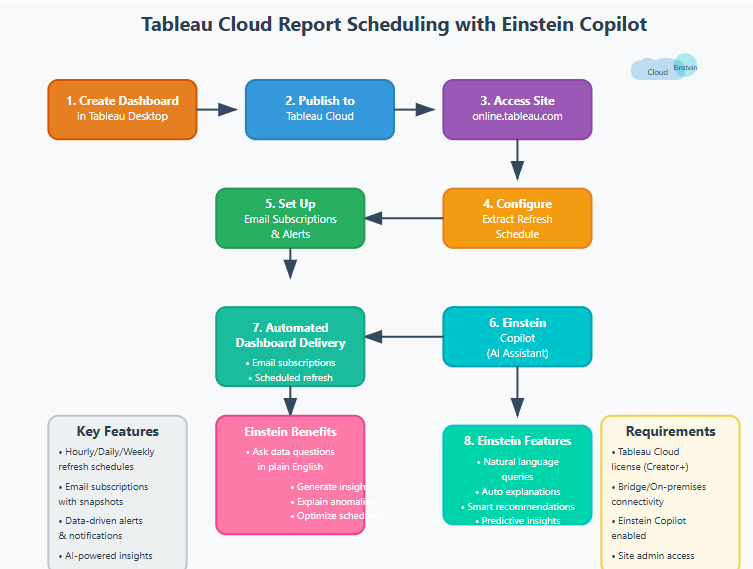 Tableau Cloud Report Scheduling with Einstein Copilot
Cloud
Einstein
1. Create Dashboard
in Tableau Desktop
2. Publish to
Tableau Cloud
3. Access Site
online.tableau.com
5. Set Up
Email Subscriptions
& Alerts
4. Configure
Extract Refresh
Schedule
7. Automated
Dashboard Delivery
• Email subscriptions
• Scheduled refresh
6. Einstein
Copilot
(AI Assistant)
Key Features
• Hourly/Daily/Weekly
refresh schedules
• Email subscriptions
with snapshots
• Data-driven alerts
& notifications
• AI-powered insights
Einstein Benefits
• Ask data questions
in plain English
• Generate insigh
• Explain anomali
• Optimize sched
8. Einstein Features
• Natural language
queries
• Auto explanations
• Smart recommendations
• Predictive insights
Requirements
• Tableau Cloud
license (Creator+)
• Bridge/On-premises
connectivity
• Einstein Copilot
enabled
• Site admin access